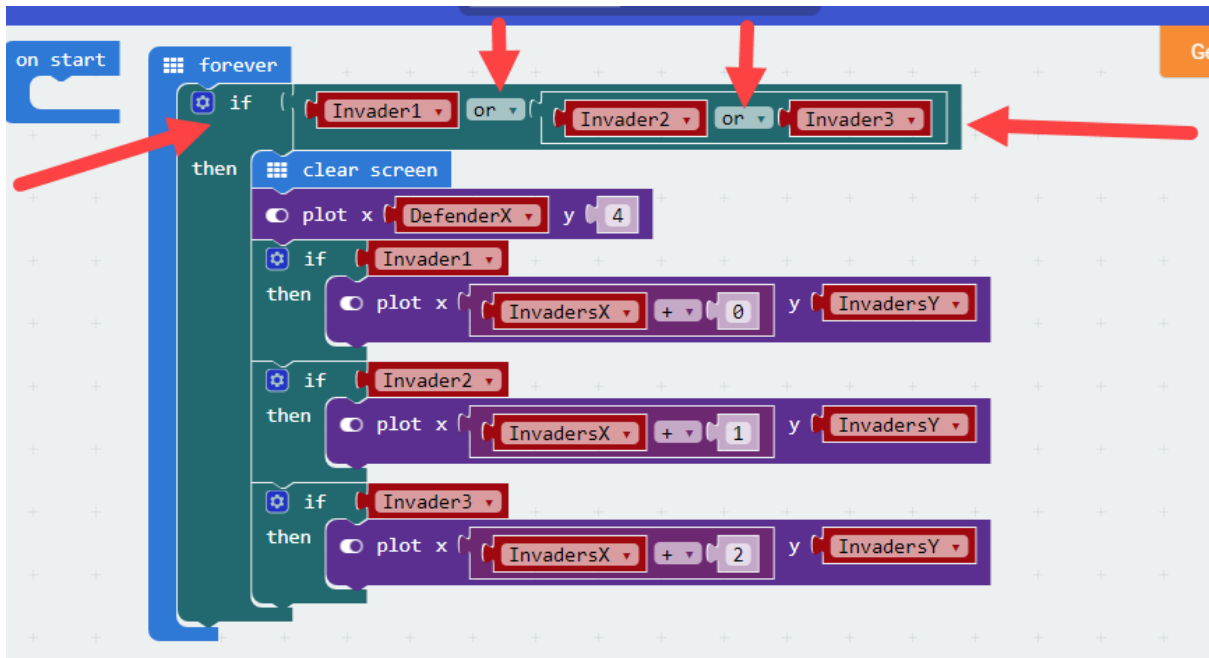 on start
forever
if Invader1 or Invader2 or Invader3
then clear screen
plot x DefenderX y 4
if Invader1
then plot x InvadersX + 0 y InvadersY
if Invader2
then plot x InvadersX + 1 y InvadersY
if Invader3
then plot x InvadersX + 2 y InvadersY
Ge